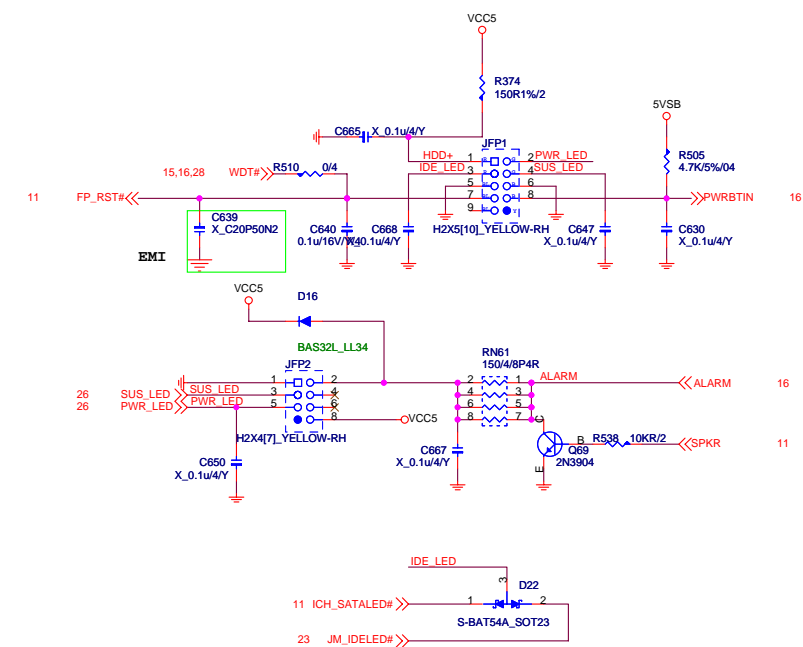 VCC5
R374
150R1%/2
5VSB
C665 X_0.1u/4/Y
JFP1
R505
4.7K/5%/04
HDD+ 1 2 PWR_LED
IDE_LED 3 4 SUS_LED
5 6
7 8
9
15,16,28 WDT# R510 0/4
11 FP_RST#
PWRBTIN 16
C639
X_C20P50N2
EMI
C640
0.1u/16V/Y/4
C668
X_0.1u/4/Y
H2X5[10]_YELLOW-RH
C647
X_0.1u/4/Y
C630
X_0.1u/4/Y
VCC5
D16
BAS32L_LL34
JFP2
RN61
150/4/8P4R
1 2
SUS_LED 3 4
PWR_LED 5 6
8
26 SUS_LED
26 PWR_LED
VCC5
H2X4[7]_YELLOW-RH
2 1
4 3
6 5
8 7
ALARM
ALARM 16
C650
X_0.1u/4/Y
C667
X_0.1u/4/Y
C
B
E
Q69
2N3904
R538 10KR/2
SPKR 11
IDE_LED
3
D22
11 ICH_SATALED#
1 2
S-BAT54A_SOT23
23 JM_IDELED#